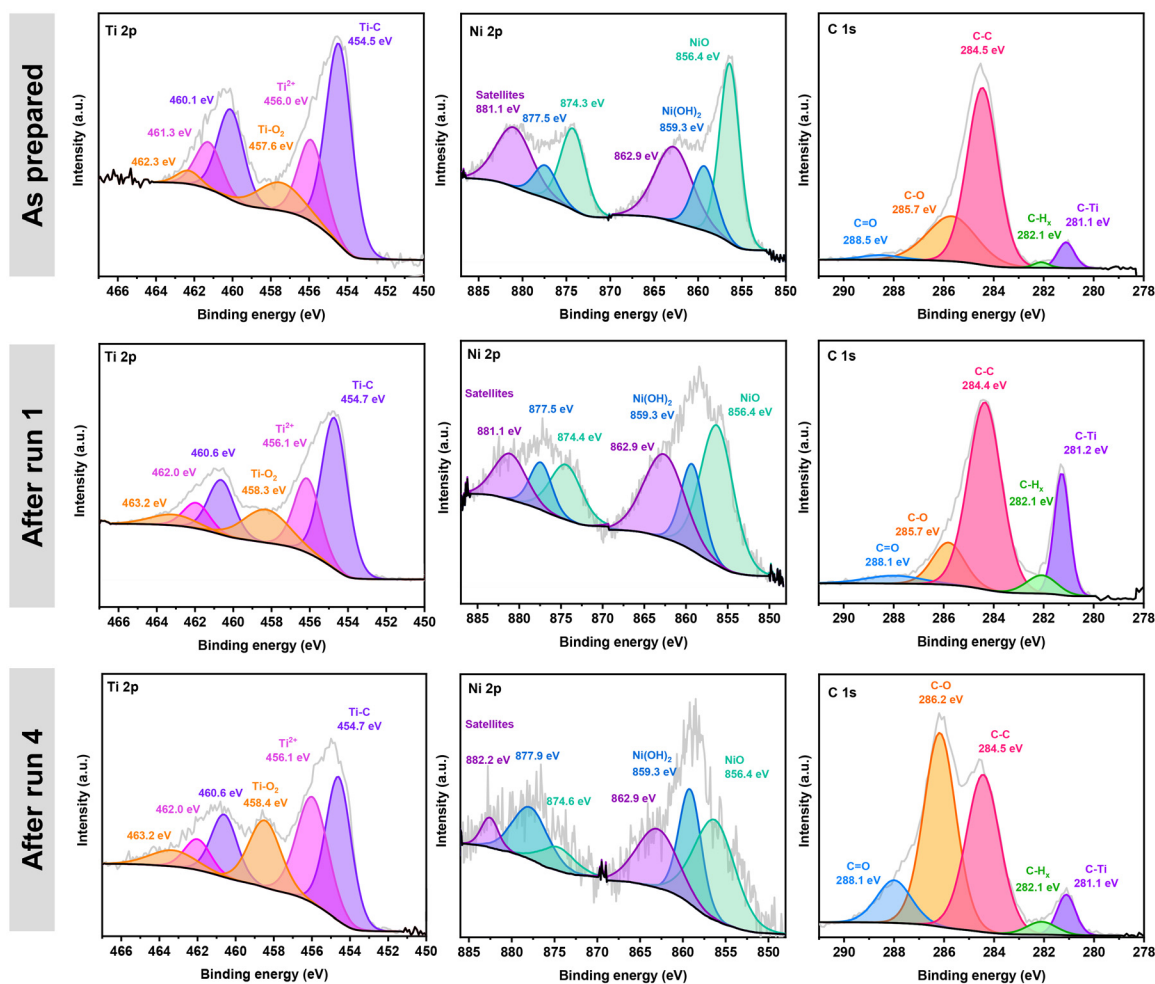 As prepared
Ti 2p
Ti-C
454.5 eV
Ti²⁺
456.0 eV
460.1 eV
Ti-O₂
457.6 eV
461.3 eV
462.3 eV
Intensity (a.u.)
466 464 462 460 458 456 454 452 450
Binding energy (eV)
Ni 2p
NiO
856.4 eV
Satellites
881.1 eV
874.3 eV
877.5 eV
Ni(OH)₂
859.3 eV
862.9 eV
Intnesity (a.u.)
885 880 875 870 865 860 855 850
Binding energy (eV)
C 1s
C-C
284.5 eV
C-O
285.7 eV
C=O
288.5 eV
C-Hₓ
282.1 eV
C-Ti
281.1 eV
Intensity (a.u.)
290 288 286 284 282 280 278
Binding energy (eV)
After run 1
Ti 2p
Ti-C
454.7 eV
Ti²⁺
456.1 eV
460.6 eV
462.0 eV
Ti-O₂
458.3 eV
463.2 eV
Intensity (a.u.)
466 464 462 460 458 456 454 452 450
Binding energy (eV)
Ni 2p
Satellites
877.5 eV
881.1 eV
874.4 eV
Ni(OH)₂
859.3 eV
862.9 eV
NiO
856.4 eV
Intensity (a.u.)
885 880 875 870 865 860 855 850
Binding energy (eV)
C 1s
C-C
284.4 eV
C-Ti
281.2 eV
C-Hₓ
282.1 eV
C-O
285.7 eV
C=O
288.1 eV
Intensity (a.u.)
290 288 286 284 282 280 278
Binding energy (eV)
After run 4
Ti 2p
Ti-C
454.7 eV
Ti²⁺
456.1 eV
Ti-O₂
458.4 eV
460.6 eV
462.0 eV
463.2 eV
Intensity (a.u.)
466 464 462 460 458 456 454 452 450
Binding energy (eV)
Ni 2p
Satellites
882.2 eV
877.9 eV
874.6 eV
Ni(OH)₂
859.3 eV
862.9 eV
NiO
856.4 eV
Intensity (a.u.)
880 870 860 850
Binding energy (eV)
C 1s
C-O
286.2 eV
C-C
284.5 eV
C=O
288.1 eV
C-Hₓ
282.1 eV
C-Ti
281.1 eV
Intensity (a.u.)
290 288 286 284 282 280 278
Binding energy (eV)